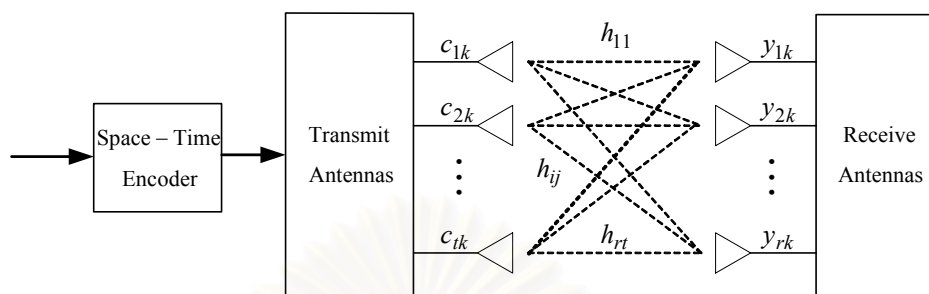 Space – Time
Encoder
Transmit
Antennas
c1k
c2k
ctk
h11
hij
hrt
y1k
y2k
yrk
Receive
Antennas